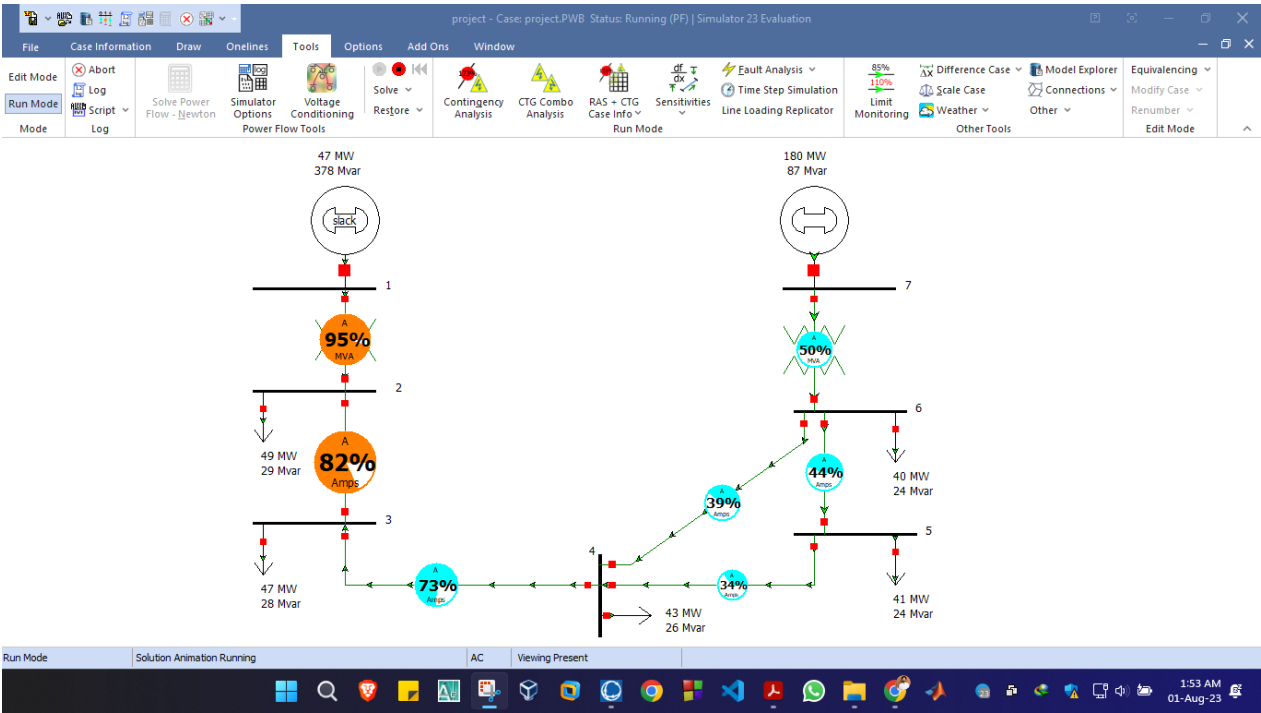 project - Case: project.PWB Status: Running (PF) | Simulator 23 Evaluation
File Case Information Draw Onelines Tools Options Add Ons Window
Edit Mode
Run Mode
Mode
Abort
Log
Script
Log
Solve Power
Flow - Newton
Simulator
Options
Voltage
Conditioning
Solve
Restore
Power Flow Tools
Contingency
Analysis
CTG Combo
Analysis
RAS + CTG
Case Info
Sensitivities
Fault Analysis
Time Step Simulation
Line Loading Replicator
Run Mode
85%
110%
Limit
Monitoring
Difference Case
Scale Case
Weather
Model Explorer
Connections
Other
Other Tools
Equivalencing
Modify Case
Renumber
Edit Mode
47 MW
378 Mvar
slack
1
A
95%
MVA
2
49 MW
29 Mvar
A
82%
Amps
3
47 MW
28 Mvar
A
73%
Amps
180 MW
87 Mvar
7
A
50%
MVA
6
40 MW
24 Mvar
A
44%
Amps
A
39%
Amps
5
41 MW
24 Mvar
A
34%
Amps
4
43 MW
26 Mvar
Run Mode Solution Animation Running AC Viewing Present
1:53 AM
01-Aug-23